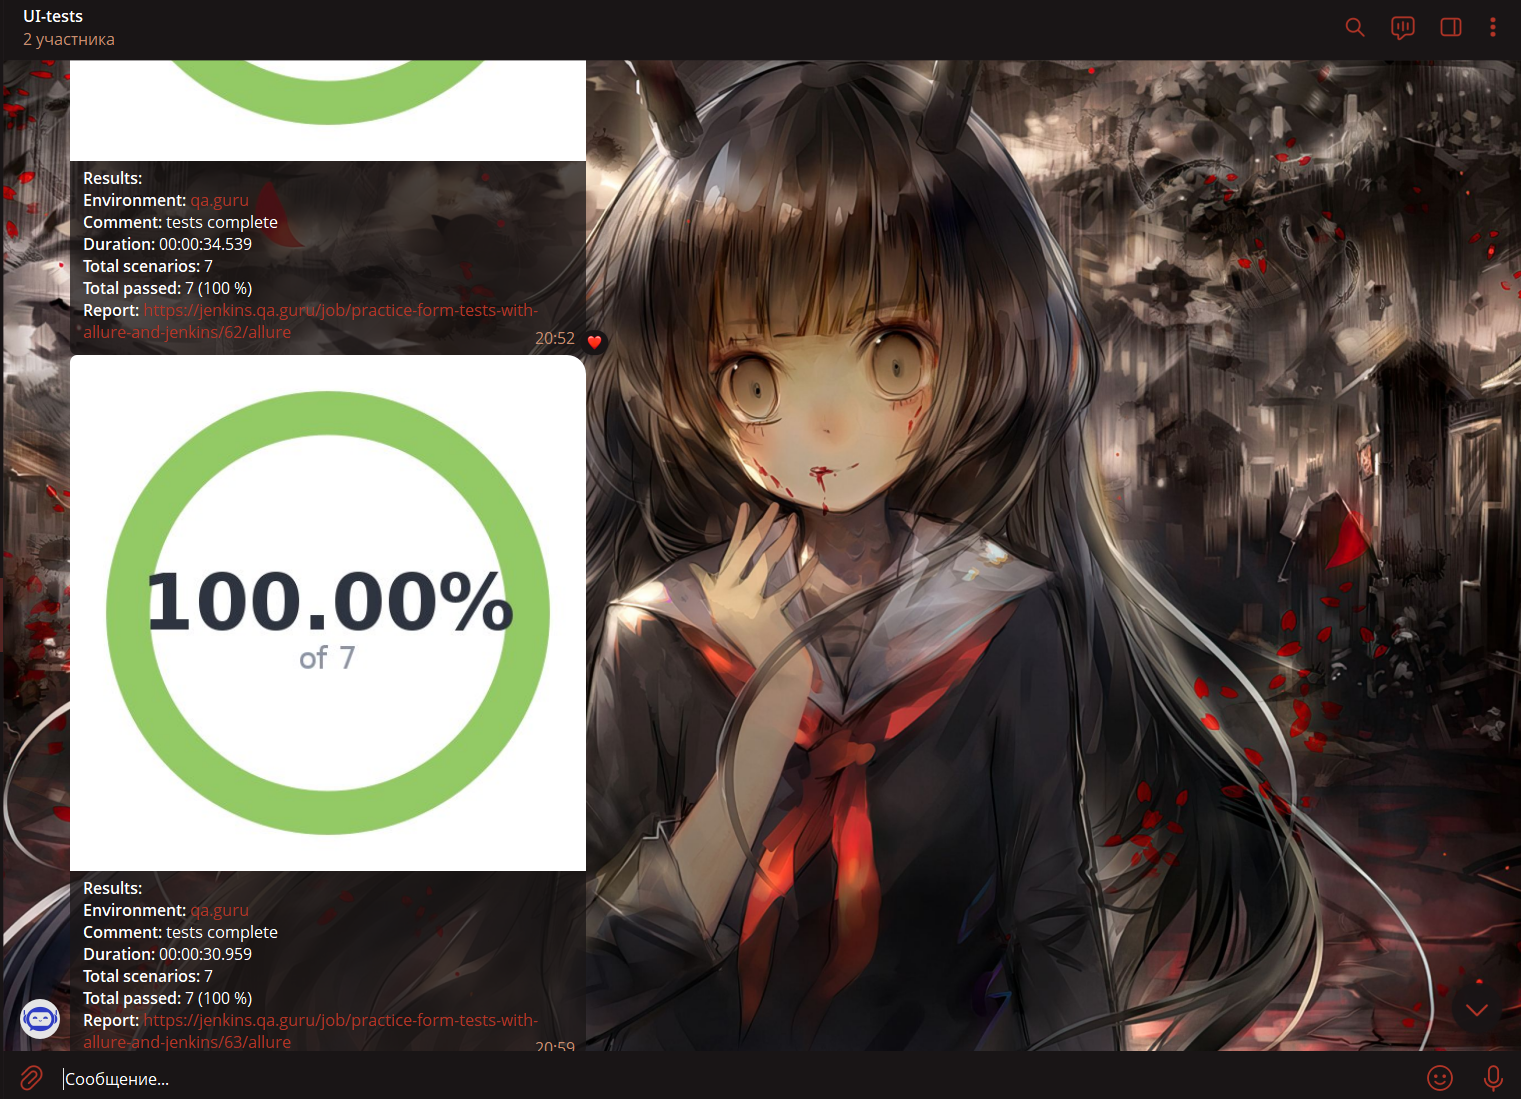 UI-tests
2 участника
Results:
Environment: qa.guru
Comment: tests complete
Duration: 00:00:34.539
Total scenarios: 7
Total passed: 7 (100 %)
Report: https://jenkins.qa.guru/job/practice-form-tests-with-
allure-and-jenkins/62/allure
20:52
100.00%
of 7
Results:
Environment: qa.guru
Comment: tests complete
Duration: 00:00:30.959
Total scenarios: 7
Total passed: 7 (100 %)
Report: https://jenkins.qa.guru/job/practice-form-tests-with-
allure-and-jenkins/63/allure
20:59
Сообщение...